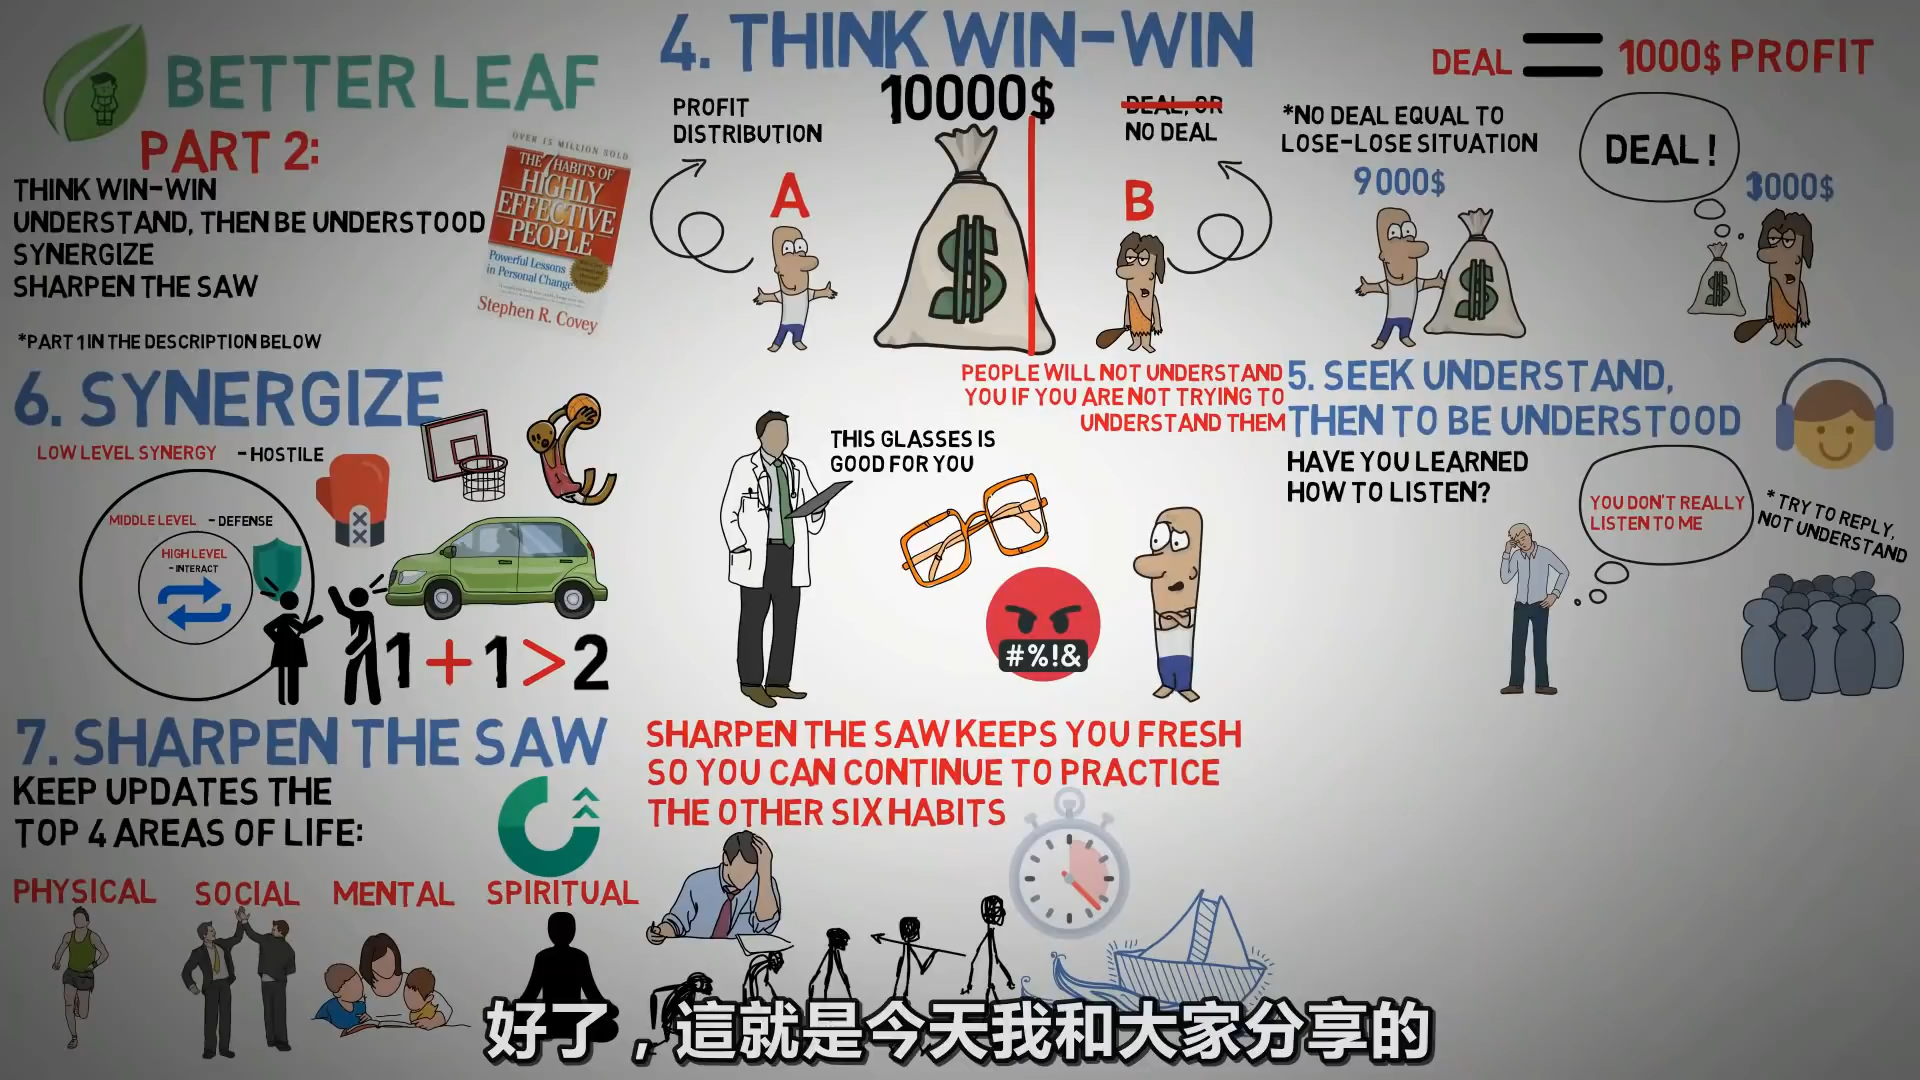 BETTER LEAF
PART 2:
THINK WIN-WIN
UNDERSTAND, THEN BE UNDERSTOOD
SYNERGIZE
SHARPEN THE SAW
*PART 1 IN THE DESCRIPTION BELOW
OVER 15 MILLION SOLD
THE 7 HABITS OF
HIGHLY
EFFECTIVE
PEOPLE
Powerful Lessons
in Personal Change
Stephen R. Covey
4. THINK WIN-WIN
PROFIT
DISTRIBUTION
10000$
DEAL, OR
NO DEAL
A
B
$
DEAL = 1000$ PROFIT
*NO DEAL EQUAL TO
LOSE-LOSE SITUATION
DEAL !
9000$
3000$
$
$
5. SEEK UNDERSTAND,
THEN TO BE UNDERSTOOD
HAVE YOU LEARNED
HOW TO LISTEN?
YOU DON'T REALLY
LISTEN TO ME
* TRY TO REPLY,
NOT UNDERSTAND
PEOPLE WILL NOT UNDERSTAND
YOU IF YOU ARE NOT TRYING TO
UNDERSTAND THEM
THIS GLASSES IS
GOOD FOR YOU
#%!&
6. SYNERGIZE
LOW LEVEL SYNERGY - HOSTILE
MIDDLE LEVEL - DEFENSE
HIGH LEVEL
- INTERACT
1+1>2
7. SHARPEN THE SAW
KEEP UPDATES THE
TOP 4 AREAS OF LIFE:
PHYSICAL SOCIAL MENTAL SPIRITUAL
SHARPEN THE SAW KEEPS YOU FRESH
SO YOU CAN CONTINUE TO PRACTICE
THE OTHER SIX HABITS
好了，這就是今天我和大家分享的